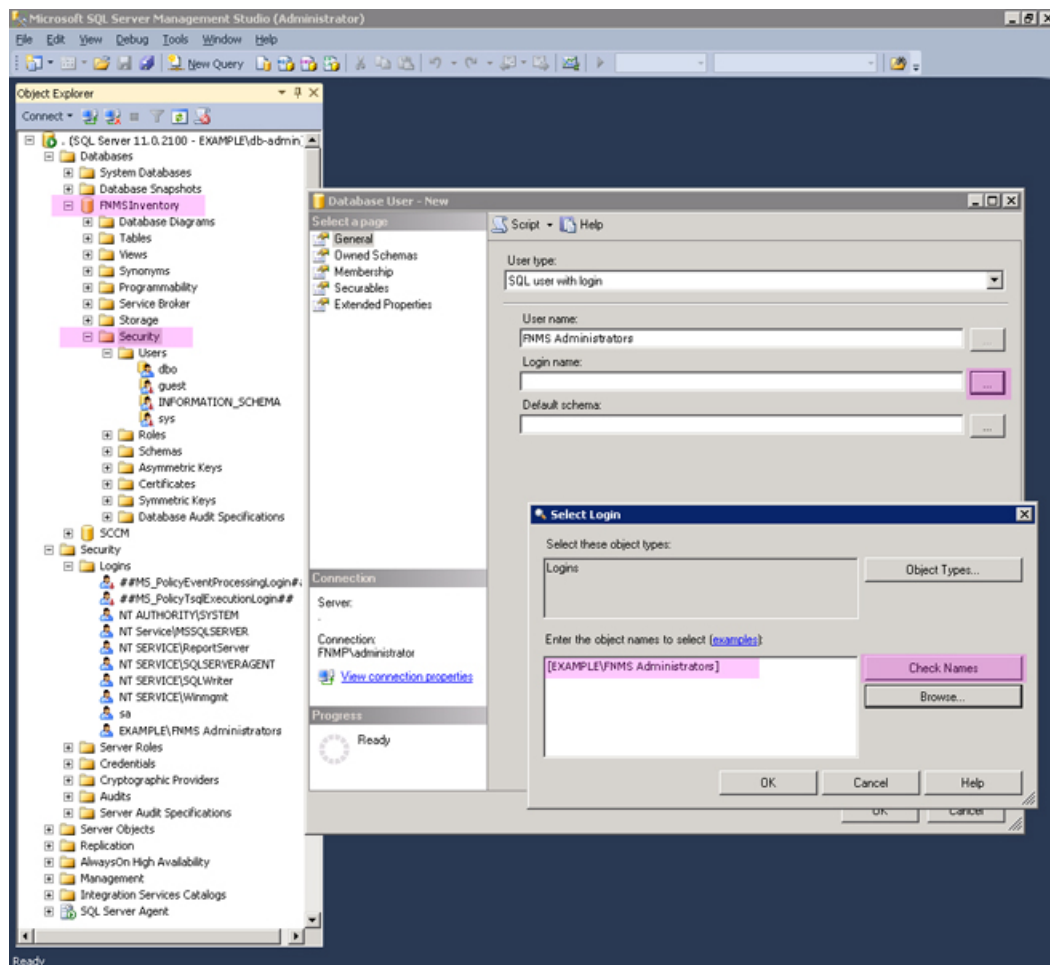 Microsoft SQL Server Management Studio (Administrator)
File Edit View Debug Tools Window Help
New Query
Object Explorer
Connect
. (SQL Server 11.0.2100 - EXAMPLE\db-admin
Databases
System Databases
Database Snapshots
FNMSInventory
Database Diagrams
Tables
Views
Synonyms
Programmability
Service Broker
Storage
Security
Users
dbo
guest
INFORMATION_SCHEMA
sys
Roles
Schemas
Asymmetric Keys
Certificates
Symmetric Keys
Database Audit Specifications
SCCM
Security
Logins
##MS_PolicyEventProcessingLogin#
##MS_PolicyTsqlExecutionLogin##
NT AUTHORITY\SYSTEM
NT Service\MSSQLSERVER
NT SERVICE\ReportServer
NT SERVICE\SQLSERVERAGENT
NT SERVICE\SQLWriter
NT SERVICE\Winmgmt
sa
EXAMPLE\FNMS Administrators
Server Roles
Credentials
Cryptographic Providers
Audits
Server Audit Specifications
Server Objects
Replication
AlwaysOn High Availability
Management
Integration Services Catalogs
SQL Server Agent
Ready
Database User - New
Select a page
General
Owned Schemas
Membership
Securables
Extended Properties
Connection
Server:
.
Connection:
FNMP\administrator
View connection properties
Progress
Ready
Script Help
User type:
SQL user with login
User name:
FNMS Administrators
...
Login name:
...
Default schema:
...
OK Cancel
Select Login
Select these object types:
Logins
Object Types...
Enter the object names to select (examples):
[EXAMPLE\FNMS Administrators]
Check Names
Browse...
OK Cancel Help